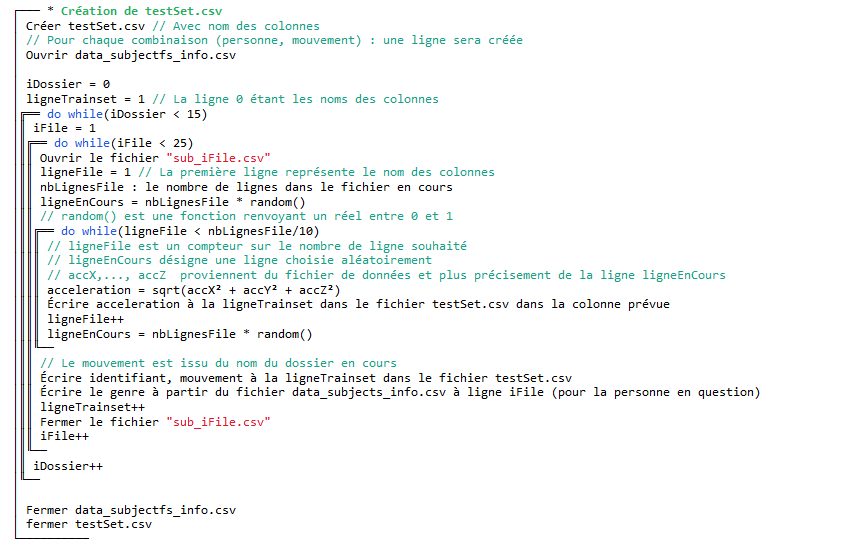 * Création de testSet.csv
Créer testSet.csv // Avec nom des colonnes
// Pour chaque combinaison (personne, mouvement) : une ligne sera créée
Ouvrir data_subjectfs_info.csv
iDossier = 0
ligneTrainset = 1 // La ligne 0 étant les noms des colonnes
do while(iDossier < 15)
iFile = 1
do while(iFile < 25)
Ouvrir le fichier "sub_iFile.csv"
ligneFile = 1 // La première ligne représente le nom des colonnes
nbLignesFile : le nombre de lignes dans le fichier en cours
ligneEnCours = nbLignesFile * random()
// random() est une fonction renvoyant un réel entre 0 et 1
do while(ligneFile < nbLignesFile/10)
// ligneFile est un compteur sur le nombre de ligne souhaité
// ligneEnCours désigne une ligne choisie aléatoirement
// accX,..., accZ  proviennent du fichier de données et plus précisement de la ligne ligneEnCours
acceleration = sqrt(accX² + accY² + accZ²)
Écrire acceleration à la ligneTrainset dans le fichier testSet.csv dans la colonne prévue
ligneFile++
ligneEnCours = nbLignesFile * random()
// Le mouvement est issu du nom du dossier en cours
Écrire identifiant, mouvement à la ligneTrainset dans le fichier testSet.csv
Écrire le genre à partir du fichier data_subjects_info.csv à ligne iFile (pour la personne en question)
ligneTrainset++
Fermer le fichier "sub_iFile.csv"
iFile++
iDossier++
Fermer data_subjectfs_info.csv
fermer testSet.csv